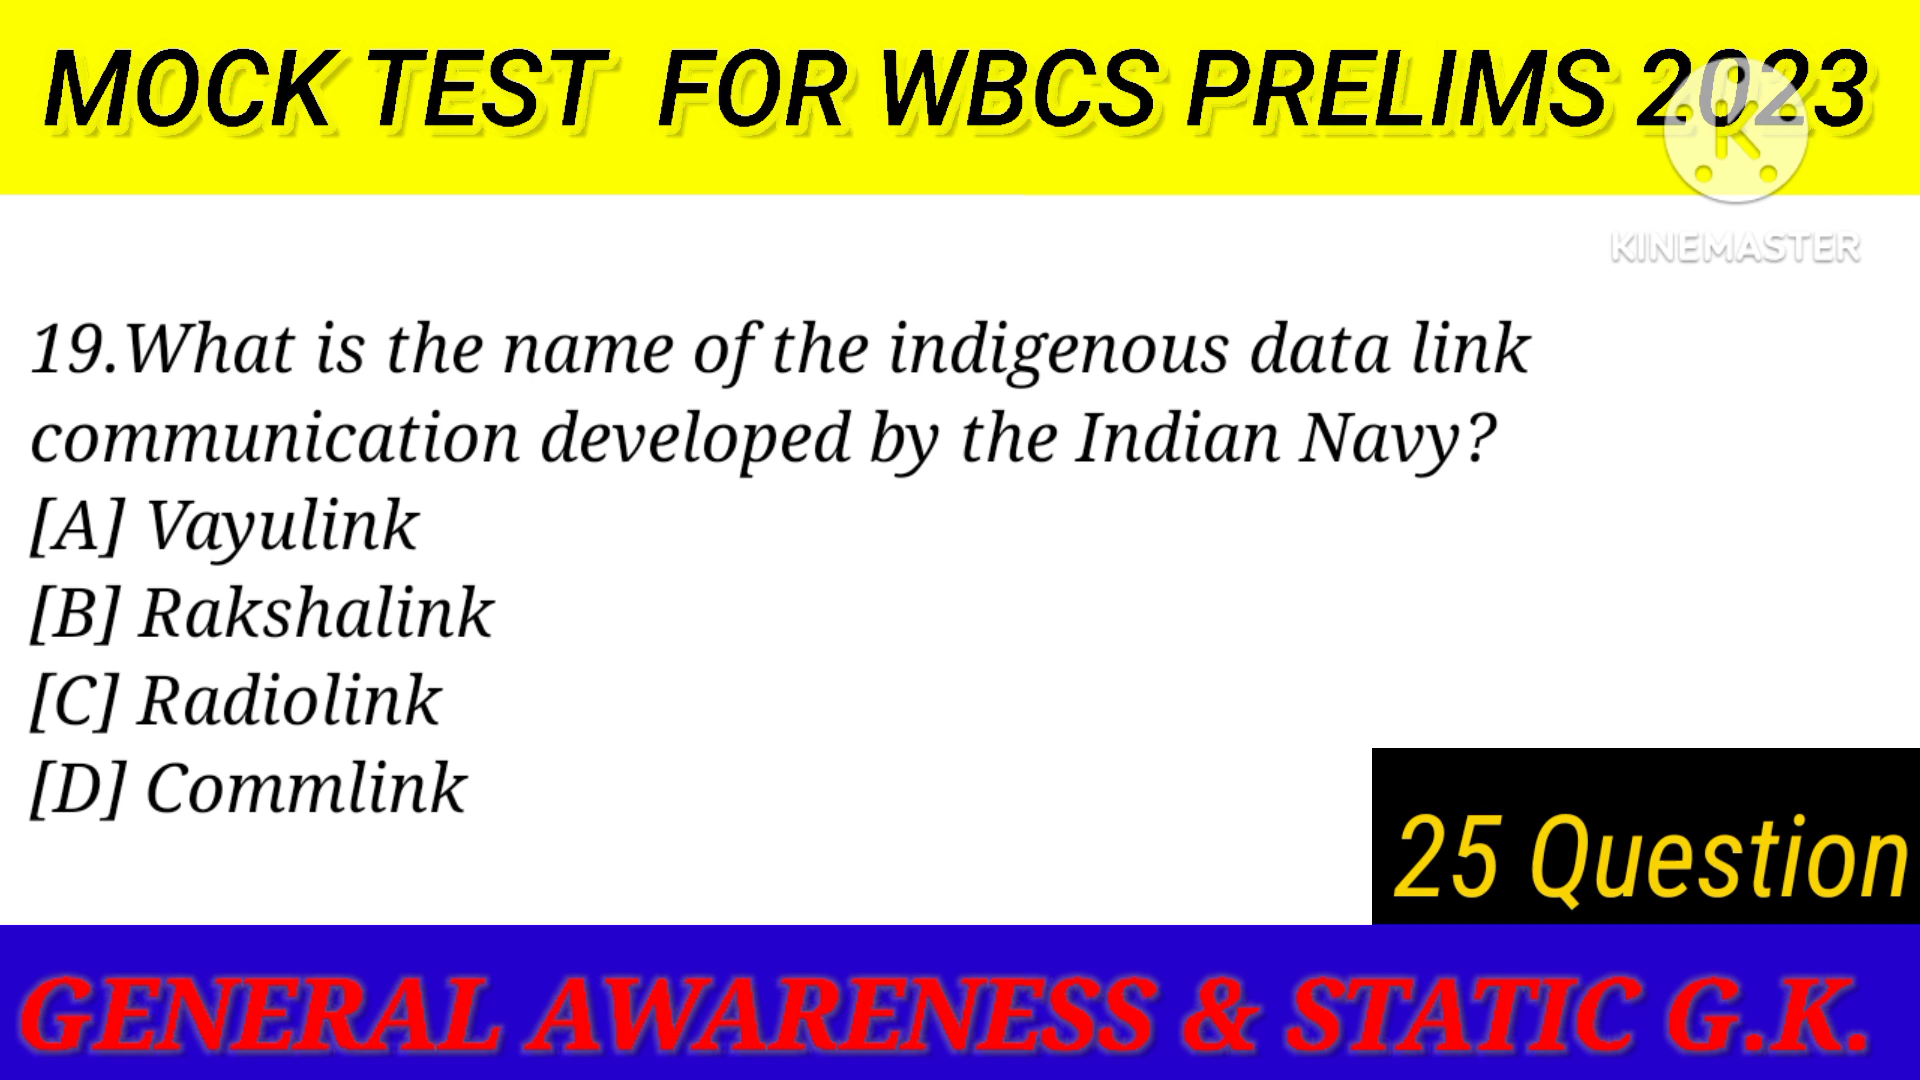 MOCK TEST FOR WBCS PRELIMS 2023
KINEMASTER
19.What is the name of the indigenous data link
communication developed by the Indian Navy?
[A] Vayulink
[B] Rakshalink
[C] Radiolink
[D] Commlink
25 Question
GENERAL AWARENESS & STATIC G.K.